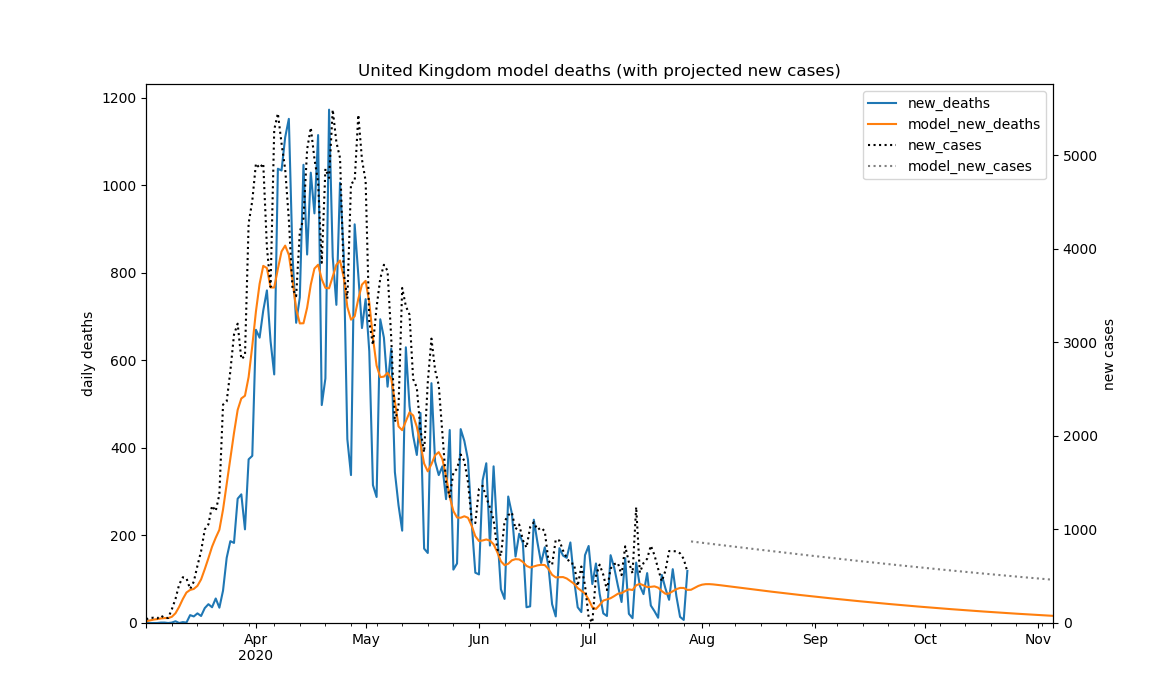 United Kingdom model deaths (with projected new cases)
new_deaths
model_new_deaths
new_cases
model_new_cases
1200
1000
800
600
400
200
0
daily deaths
5000
4000
3000
2000
1000
0
new cases
Apr
2020
May
Jun
Jul
Aug
Sep
Oct
Nov